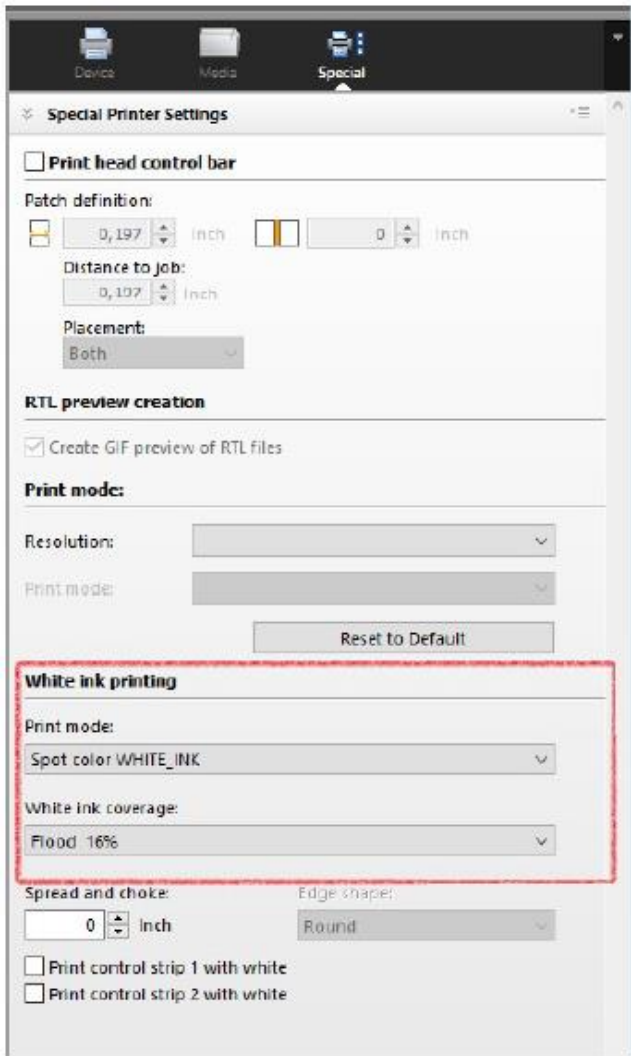 Device Media Special
Special Printer Settings
Print head control bar
Patch definition:
0,197 Inch 0 Inch
Distance to job:
0,197 Inch
Placement:
Both
RTL preview creation
Create GIF preview of RTL files
Print mode:
Resolution:
Print mode:
Reset to Default
White ink printing
Print mode:
Spot color WHITE_INK
White ink coverage:
Flood 16%
Spread and choke: Edge shape:
0 Inch Round
Print control strip 1 with white
Print control strip 2 with white